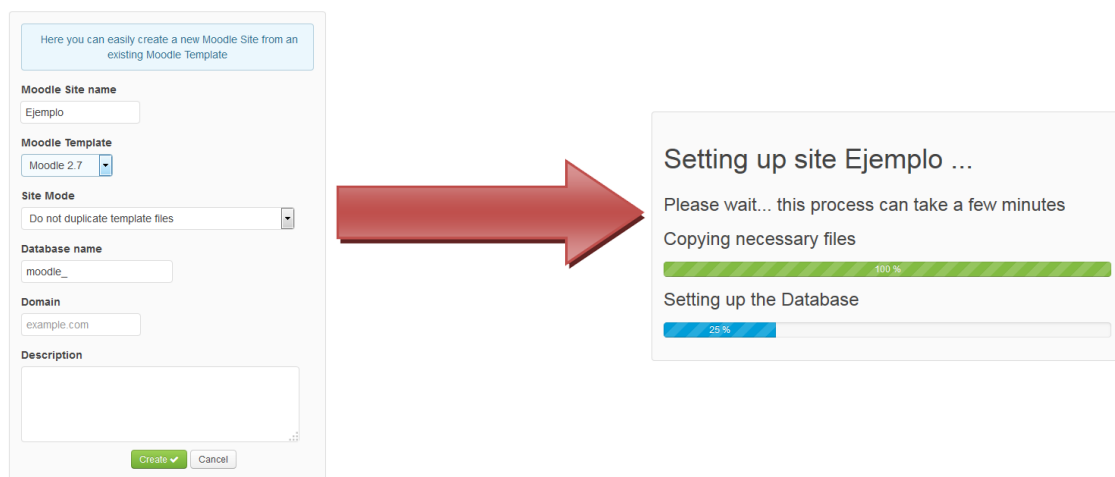 Here you can easily create a new Moodle Site from an
existing Moodle Template
Moodle Site name
Ejemplo
Moodle Template
Moodle 2.7
Site Mode
Do not duplicate template files
Database name
moodle_
Domain
example.com
Description
Create
Cancel
Setting up site Ejemplo ...
Please wait... this process can take a few minutes
Copying necessary files
100 %
Setting up the Database
25 %